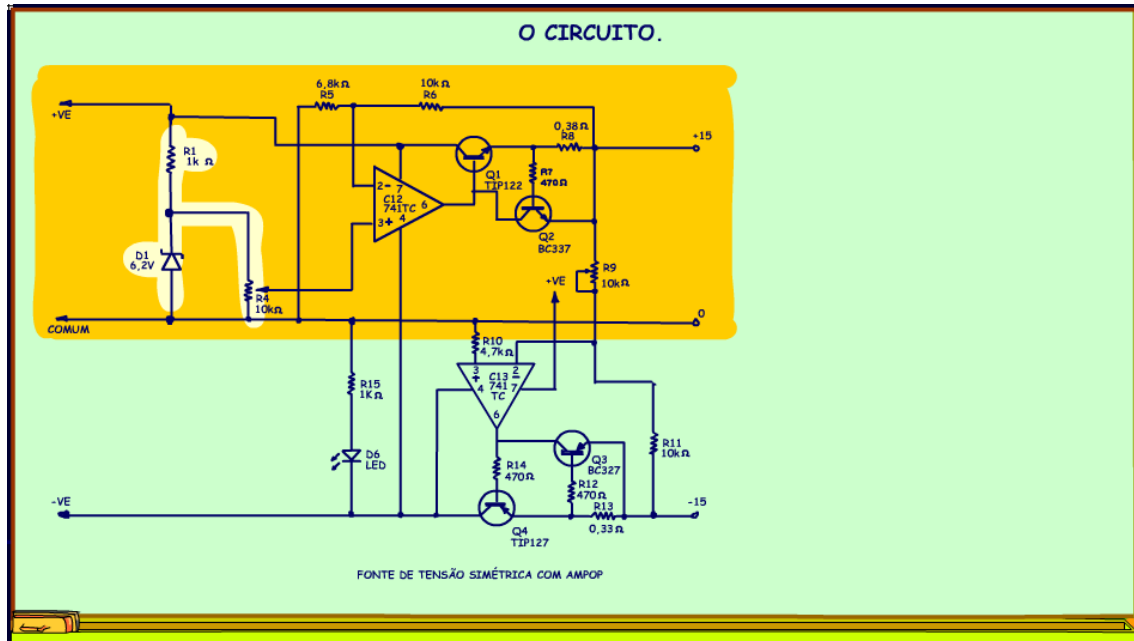 O CIRCUITO.
6,8kΩ
R5
10kΩ
R6
+VE
0,38Ω
R8
+15
R1
1k Ω
Q1
TIP122
R7
470Ω
2 - 7
C12
741TC
6
3 + 4
Q2
BC337
D1
6,2V
R4
10kΩ
+VE
R9
10kΩ
COMUM
0
R10
4,7kΩ
3 2
+ -
4 C13 7
741
TC
6
R15
1KΩ
D6
LED
R14
470Ω
Q3
BC327
R12
470Ω
R11
10kΩ
-VE
R13
0,33Ω
-15
Q4
TIP127
FONTE DE TENSÃO SIMÉTRICA COM AMPOP